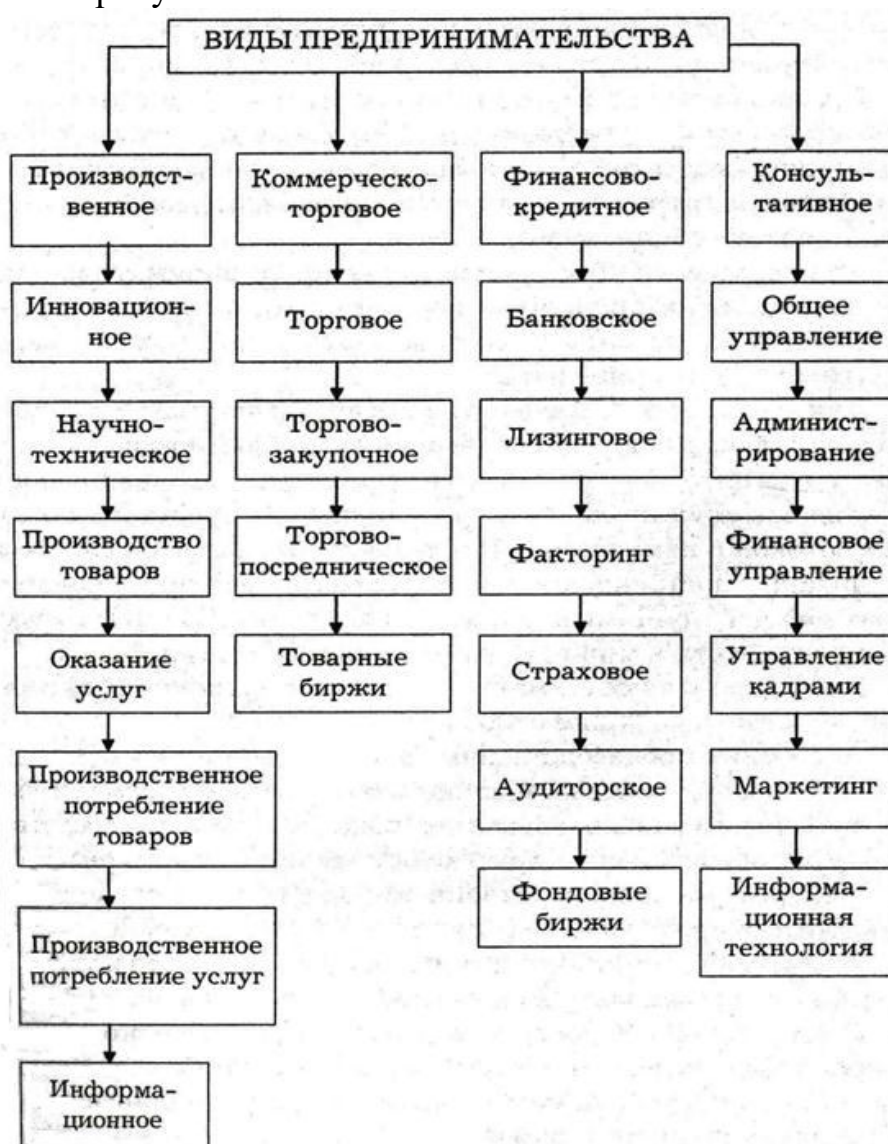 ВИДЫ ПРЕДПРИНИМАТЕЛЬСТВА
Производст-
венное
Инновацион-
ное
Научно-
техническое
Производство
товаров
Оказание
услуг
Производственное
потребление
товаров
Производственное
потребление услуг
Информа-
ционное
Коммерческо-
торговое
Торговое
Торгово-
закупочное
Торгово-
посредническое
Товарные
биржи
Финансово-
кредитное
Банковское
Лизинговое
Факторинг
Страховое
Аудиторское
Фондовые
биржи
Консуль-
тативное
Общее
управление
Админист-
рирование
Финансовое
управление
Управление
кадрами
Маркетинг
Информа-
ционная
технология